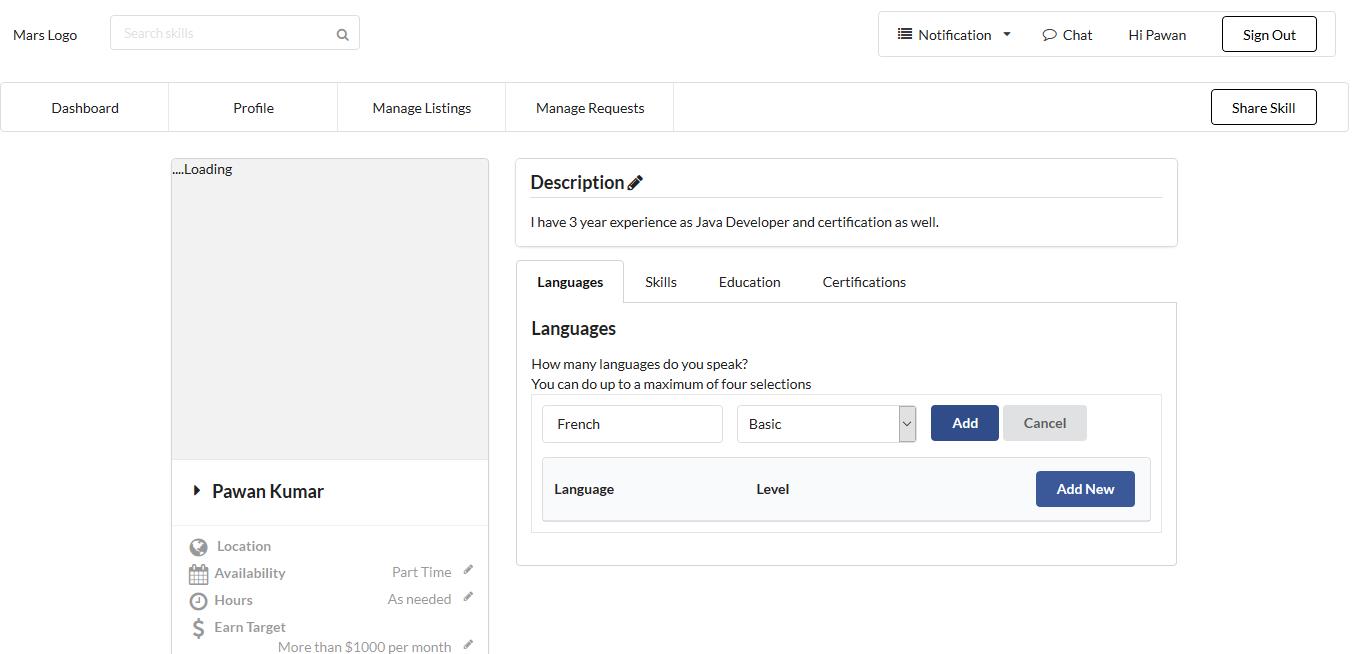 Mars Logo
Search skills
Notification
Chat
Hi Pawan
Sign Out
Dashboard
Profile
Manage Listings
Manage Requests
Share Skill
....Loading
Pawan Kumar
Location
Availability
Part Time
Hours
As needed
Earn Target
More than $1000 per month
Description
I have 3 year experience as Java Developer and certification as well.
Languages
Skills
Education
Certifications
Languages
How many languages do you speak?
You can do up to a maximum of four selections
French
Basic
Add
Cancel
Language
Level
Add New